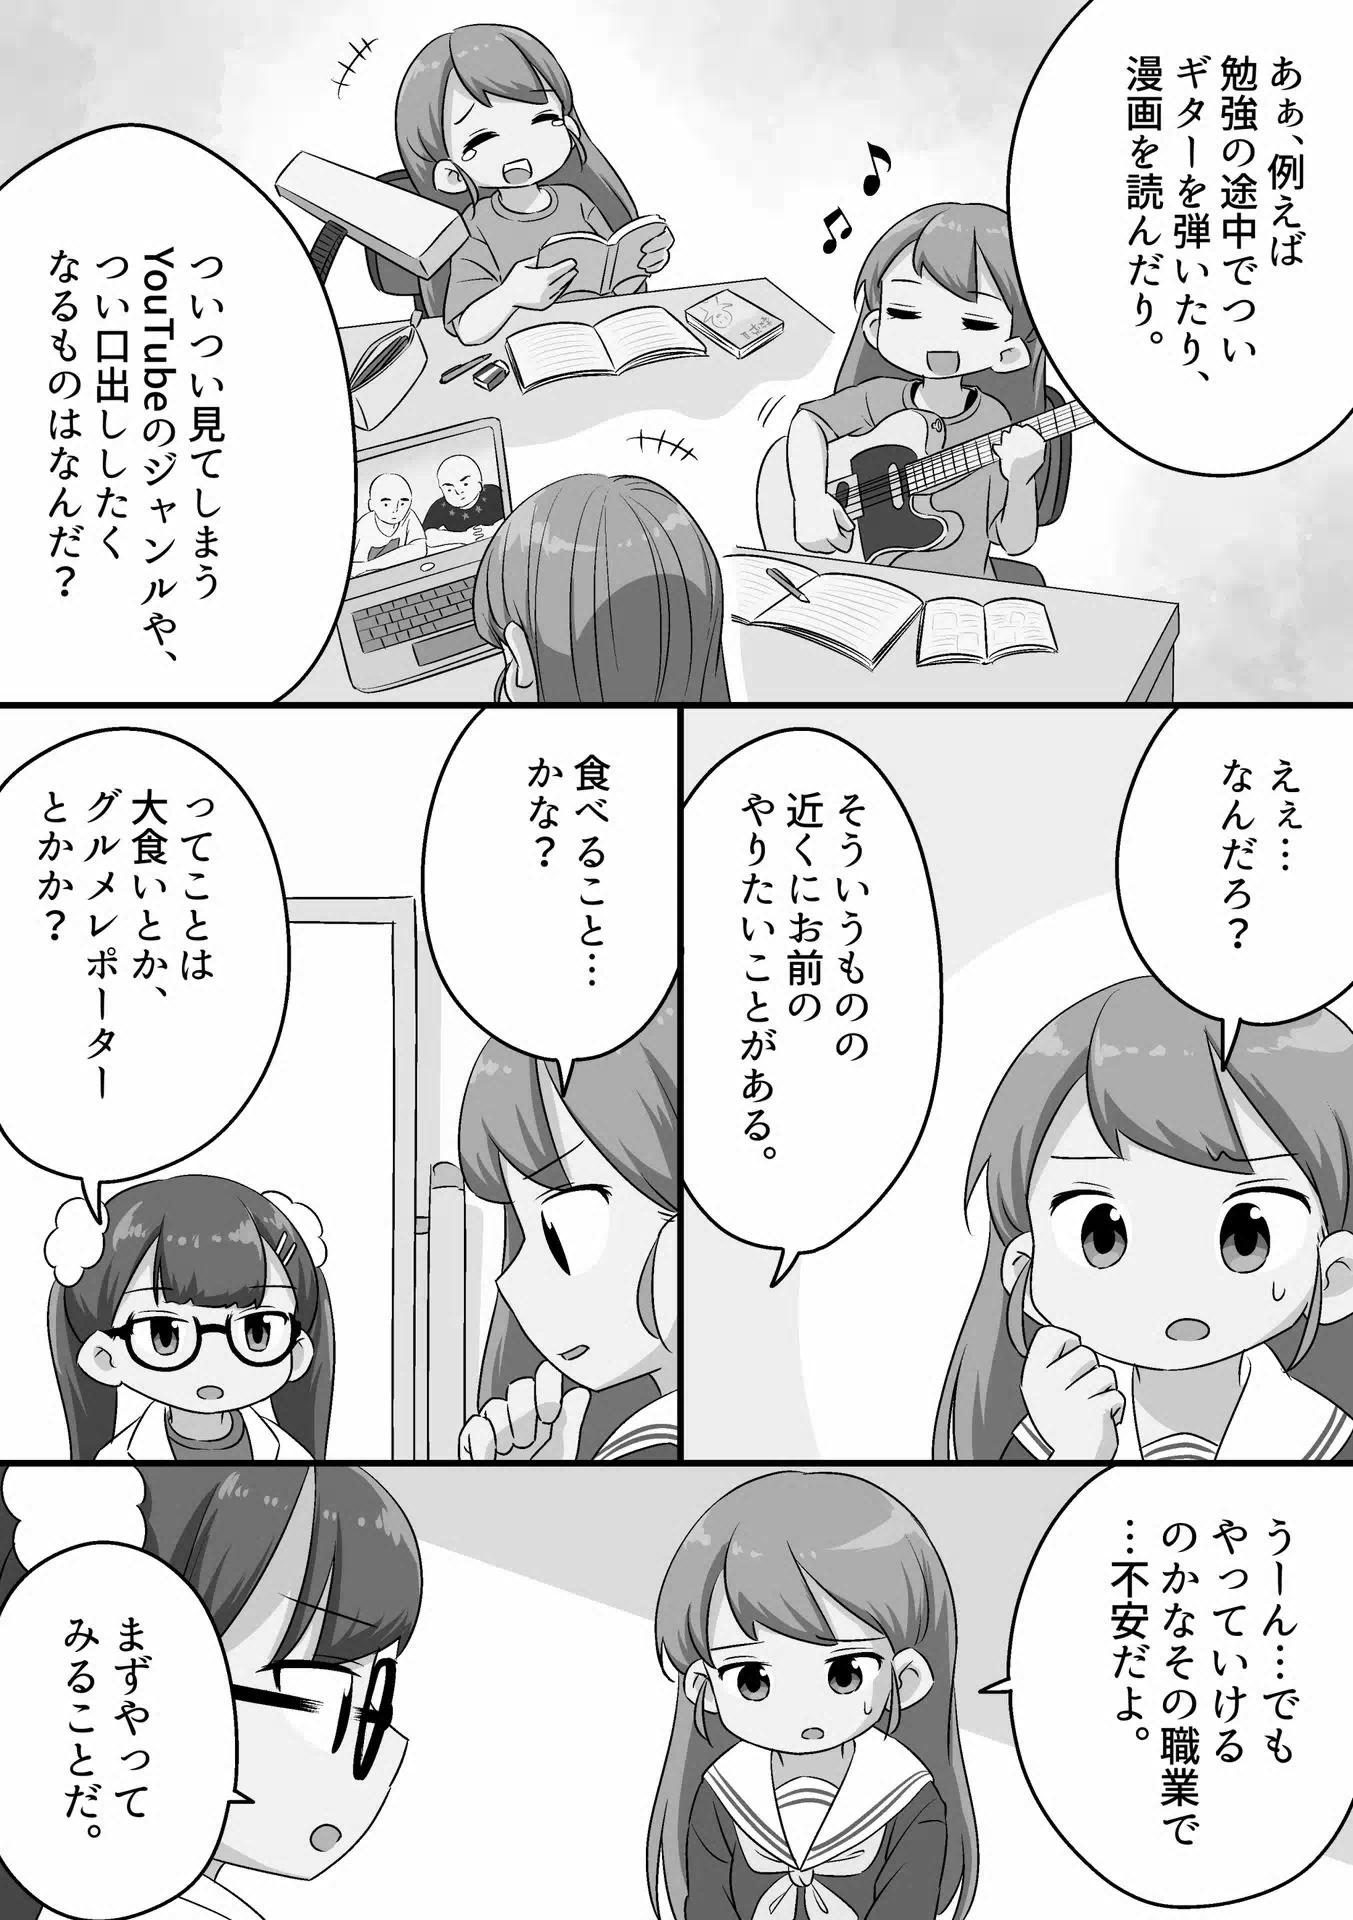 あぁ、例えば
勉強の途中でつい
ギターを弾いたり、
漫画を読んだり。
ついつい見てしまう
YouTubeのジャンルや、
つい口出ししたく
なるものはなんだ？
えぇ…
なんだろ？
そういうものの
近くにお前の
やりたいことがある。
食べること…
かな？
ってことは
大食いとか、
グルメレポーター
とかか？
うーん…でも
やっていける
のかなその職業で
…不安だよ。
まずやって
みることだ。